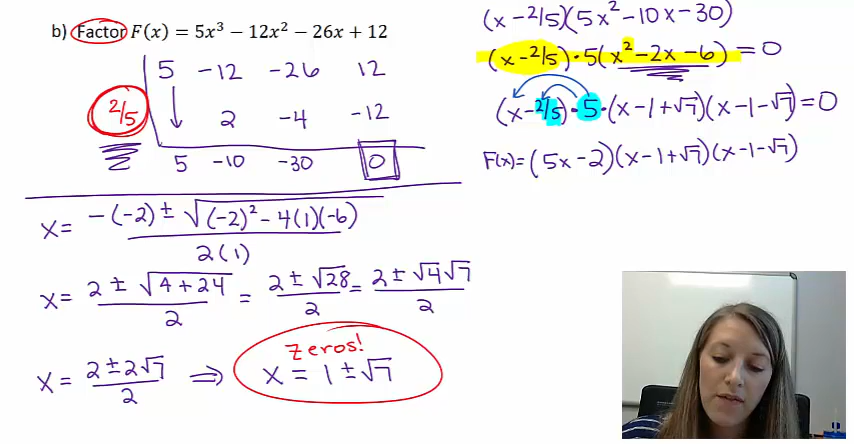 b) Factor F(x) = 5x³ − 12x² − 26x + 12
5 -12 -26 12
2/5 2 -4 -12
5 -10 -30 0
x = -(-2) ± √(-2)² - 4(1)(-6)
2(1)
x = 2 ± √4+24 = 2 ± √28 = 2 ± √4√7
2 2 2
Zeros!
x = 2 ± 2√7 ⇒ x = 1 ± √7
2
(x - 2/5)(5x² - 10x - 30)
(x - 2/5) · 5(x² - 2x - 6) = 0
(x - 2/5) · 5 · (x - 1 + √7)(x - 1 - √7) = 0
F(x) = (5x - 2)(x - 1 + √7)(x - 1 - √7)